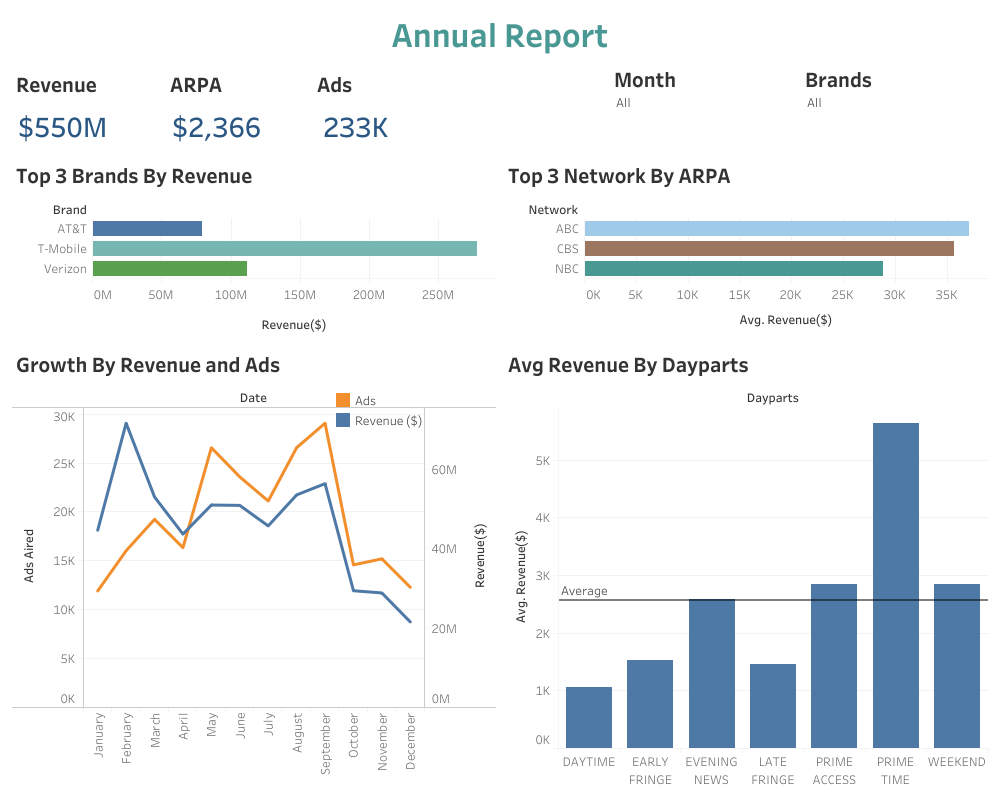 Annual Report
Revenue ARPA Ads
$550M $2,366 233K
Month Brands
All All
Top 3 Brands By Revenue
Brand
AT&T
T-Mobile
Verizon
0M 50M 100M 150M 200M 250M
Revenue($)
Top 3 Network By ARPA
Network
ABC
CBS
NBC
0K 5K 10K 15K 20K 25K 30K 35K
Avg. Revenue($)
Growth By Revenue and Ads
Date
Ads
Revenue ($)
30K
25K
20K
15K
10K
5K
0K
Ads Aired
60M
40M
20M
0M
Revenue($)
January
February
March
April
May
June
July
August
September
October
November
December
Avg Revenue By Dayparts
Dayparts
5K
4K
3K
2K
1K
0K
Avg. Revenue($)
Average
DAYTIME
EARLY
FRINGE
EVENING
NEWS
LATE
FRINGE
PRIME
ACCESS
PRIME
TIME
WEEKEND